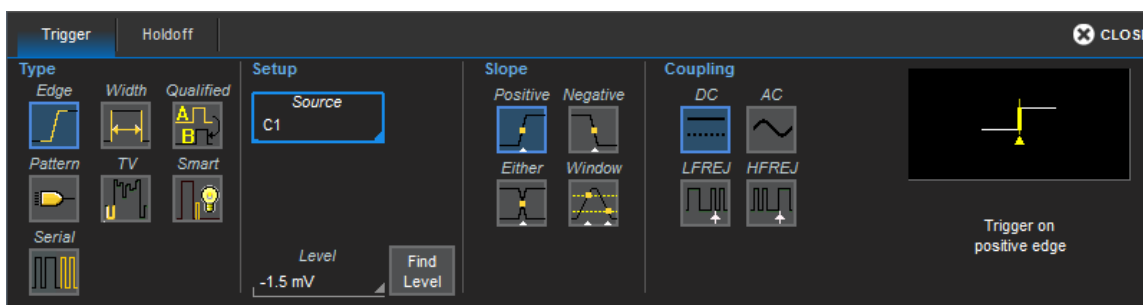 Trigger Holdoff CLOSE
Type Setup Slope Coupling
Edge Width Qualified Source Positive Negative DC AC
A
B
C1
Pattern TV Smart Either Window LFREJ HFREJ
Serial
Trigger on
positive edge
Level Find
-1.5 mV Level